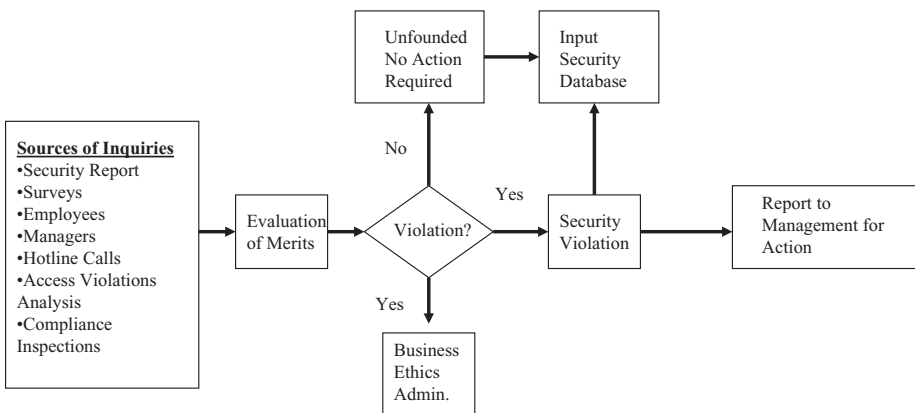 Unfounded
No Action
Required
Input
Security
Database
Sources of Inquiries
•Security Report
•Surveys
•Employees
•Managers
•Hotline Calls
•Access Violations
Analysis
•Compliance
Inspections
No
Evaluation
of Merits
Violation?
Yes
Security
Violation
Report to
Management for
Action
Yes
Business
Ethics
Admin.